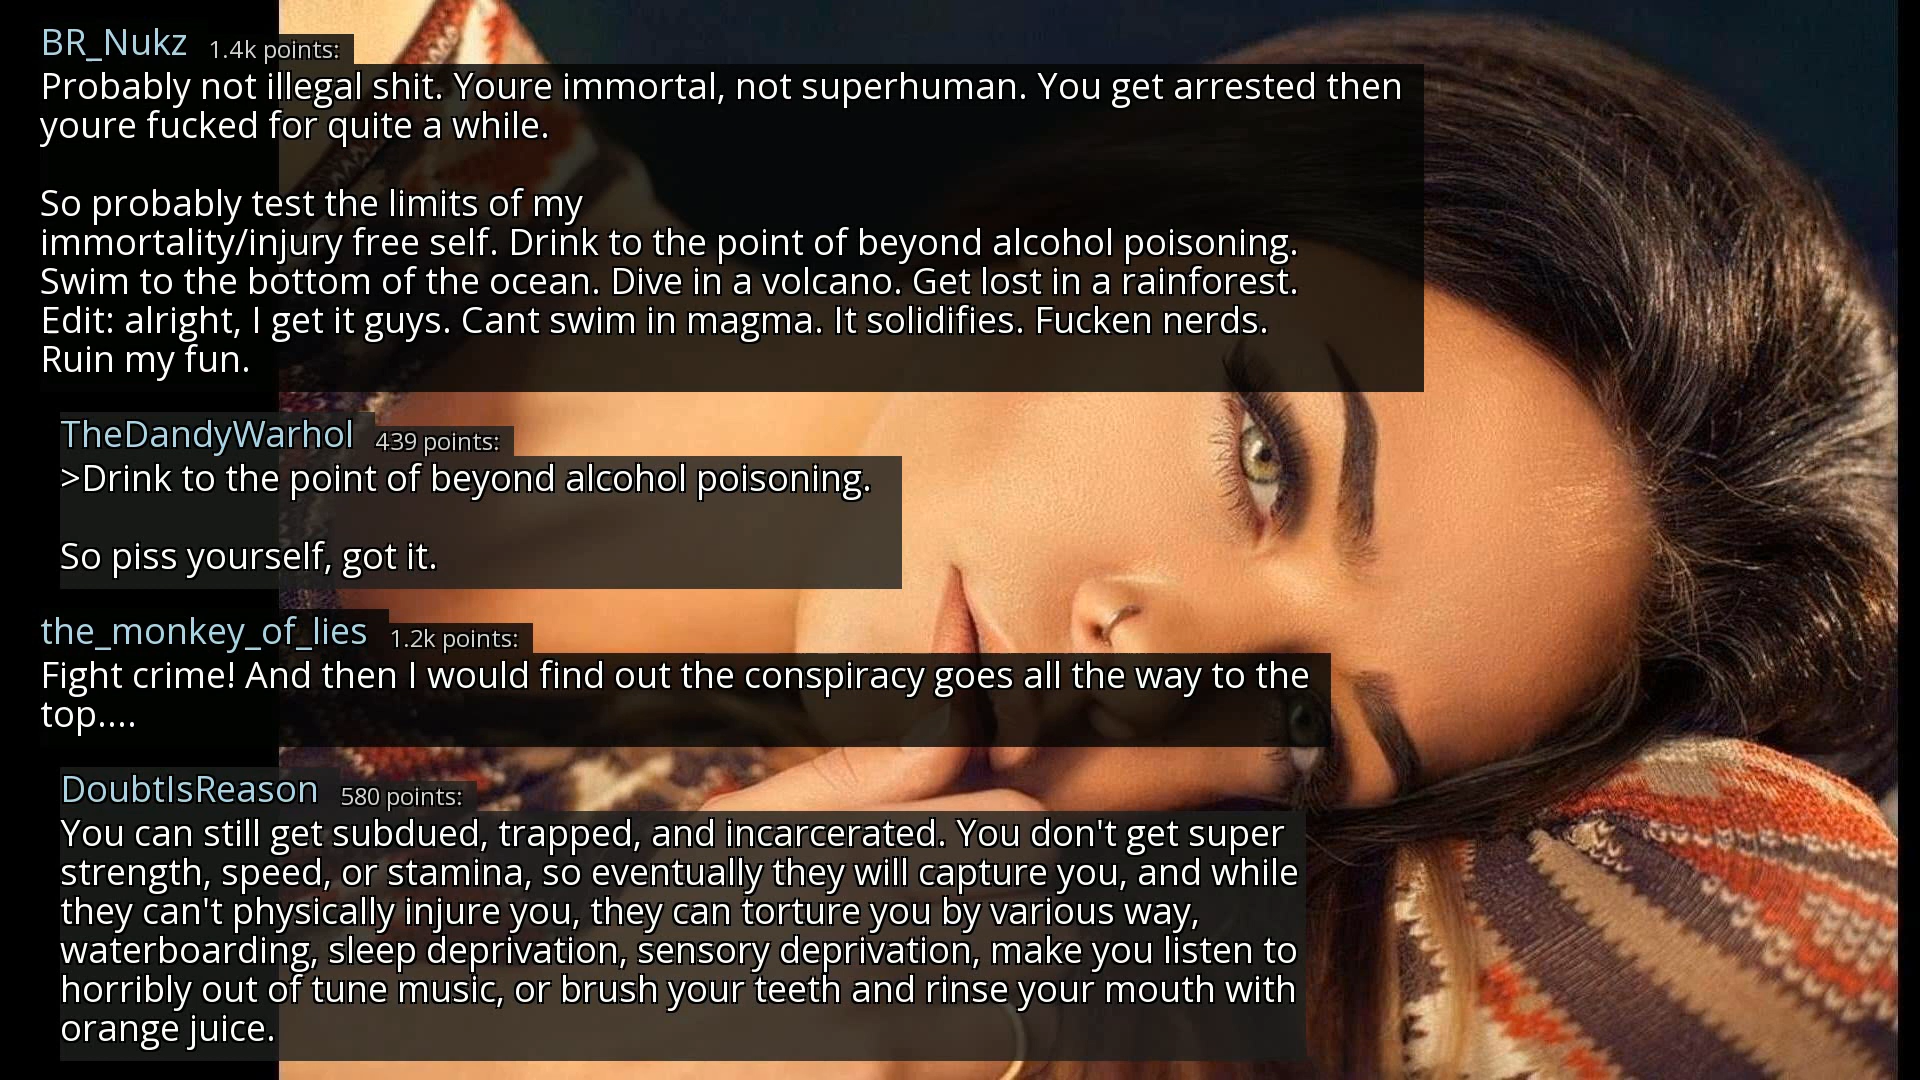 BR_Nukz 1.4k points:
Probably not illegal shit. Youre immortal, not superhuman. You get arrested then
youre fucked for quite a while.
So probably test the limits of my
immortality/injury free self. Drink to the point of beyond alcohol poisoning.
Swim to the bottom of the ocean. Dive in a volcano. Get lost in a rainforest.
Edit: alright, I get it guys. Cant swim in magma. It solidifies. Fucken nerds.
Ruin my fun.
TheDandyWarhol 439 points:
>Drink to the point of beyond alcohol poisoning.
So piss yourself, got it.
the_monkey_of_lies 1.2k points:
Fight crime! And then I would find out the conspiracy goes all the way to the
top....
DoubtIsReason 580 points:
You can still get subdued, trapped, and incarcerated. You don't get super
strength, speed, or stamina, so eventually they will capture you, and while
they can't physically injure you, they can torture you by various way,
waterboarding, sleep deprivation, sensory deprivation, make you listen to
horribly out of tune music, or brush your teeth and rinse your mouth with
orange juice.